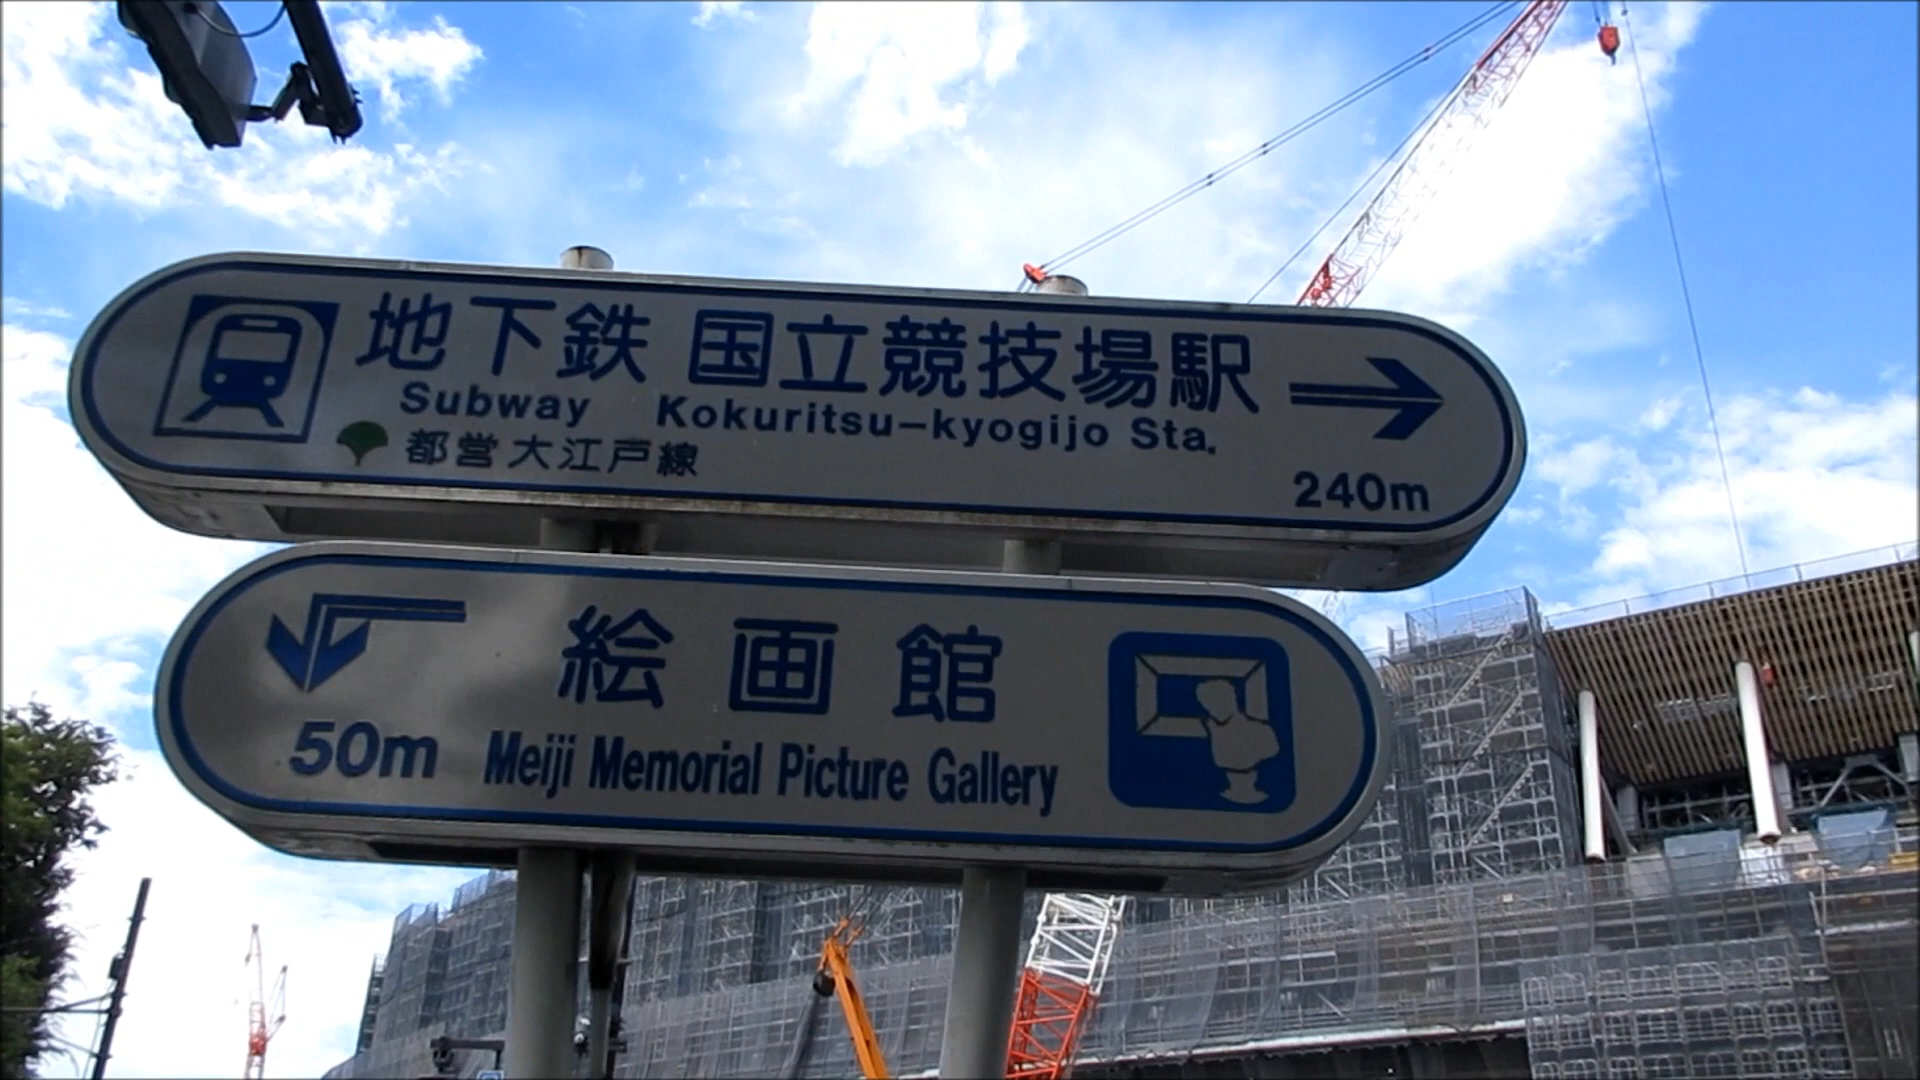 地下鉄 国立競技場駅
Subway Kokuritsu-kyogijo Sta.
都営大江戸線
240m
絵画館
50m Meiji Memorial Picture Gallery